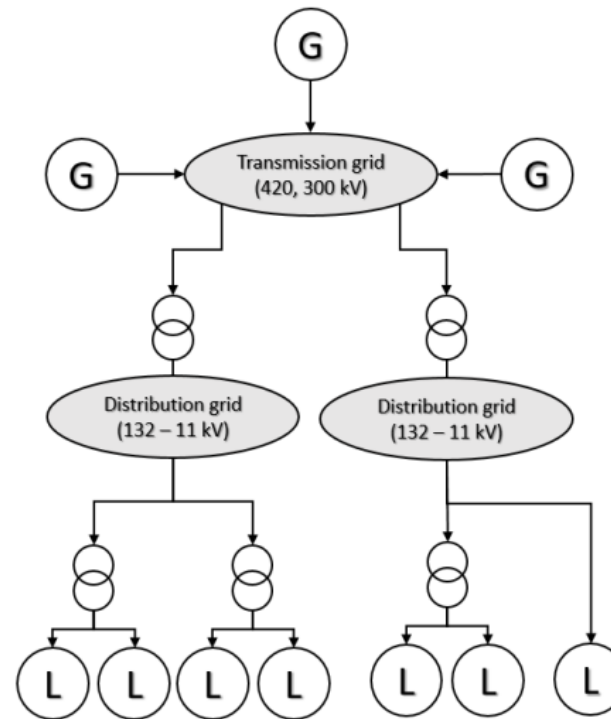 G
G
Transmission grid
(420, 300 kV)
G
Distribution grid
(132 – 11 kV)
Distribution grid
(132 – 11 kV)
L
L
L
L
L
L
L